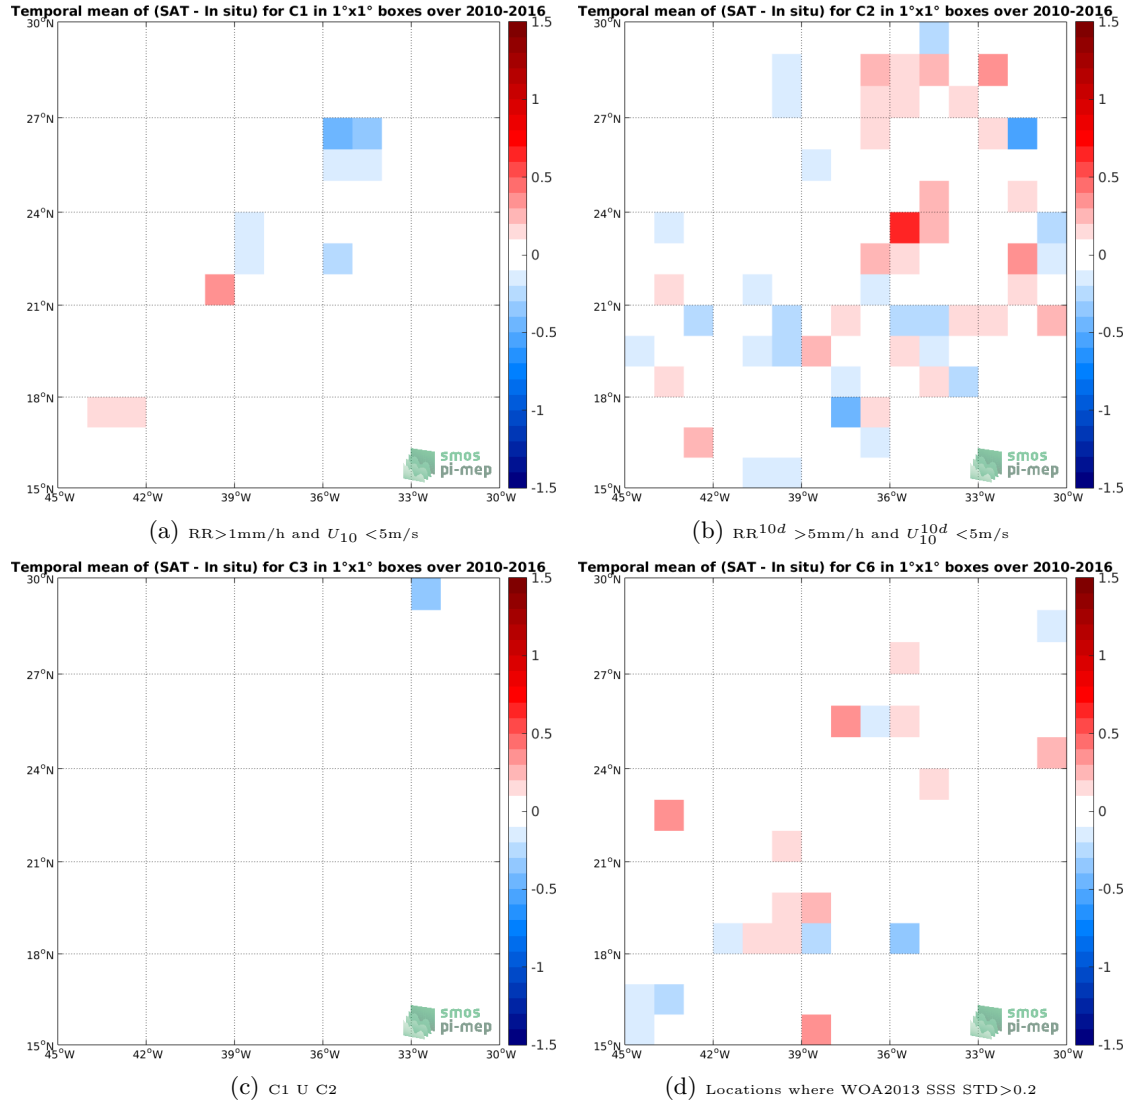 Temporal mean of (SAT - In situ) for C1 in 1°x1° boxes over 2010-2016
30°N
27°N
24°N
21°N
18°N
15°N
45°W 42°W 39°W 36°W 33°W 30°W
1.5
1
0.5
0
-0.5
-1
-1.5
smos
pi-mep
(a) RR>1mm/h and U10 <5m/s
Temporal mean of (SAT - In situ) for C2 in 1°x1° boxes over 2010-2016
30°N
27°N
24°N
21°N
18°N
15°N
45°W 42°W 39°W 36°W 33°W 30°W
1.5
1
0.5
0
-0.5
-1
-1.5
smos
pi-mep
(b) RR10d >5mm/h and U10d10 <5m/s
Temporal mean of (SAT - In situ) for C3 in 1°x1° boxes over 2010-2016
30°N
27°N
24°N
21°N
18°N
15°N
45°W 42°W 39°W 36°W 33°W 30°W
1.5
1
0.5
0
-0.5
-1
-1.5
smos
pi-mep
(c) C1 U C2
Temporal mean of (SAT - In situ) for C6 in 1°x1° boxes over 2010-2016
30°N
27°N
24°N
21°N
18°N
15°N
45°W 42°W 39°W 36°W 33°W 30°W
1.5
1
0.5
0
-0.5
-1
-1.5
smos
pi-mep
(d) Locations where WOA2013 SSS STD>0.2